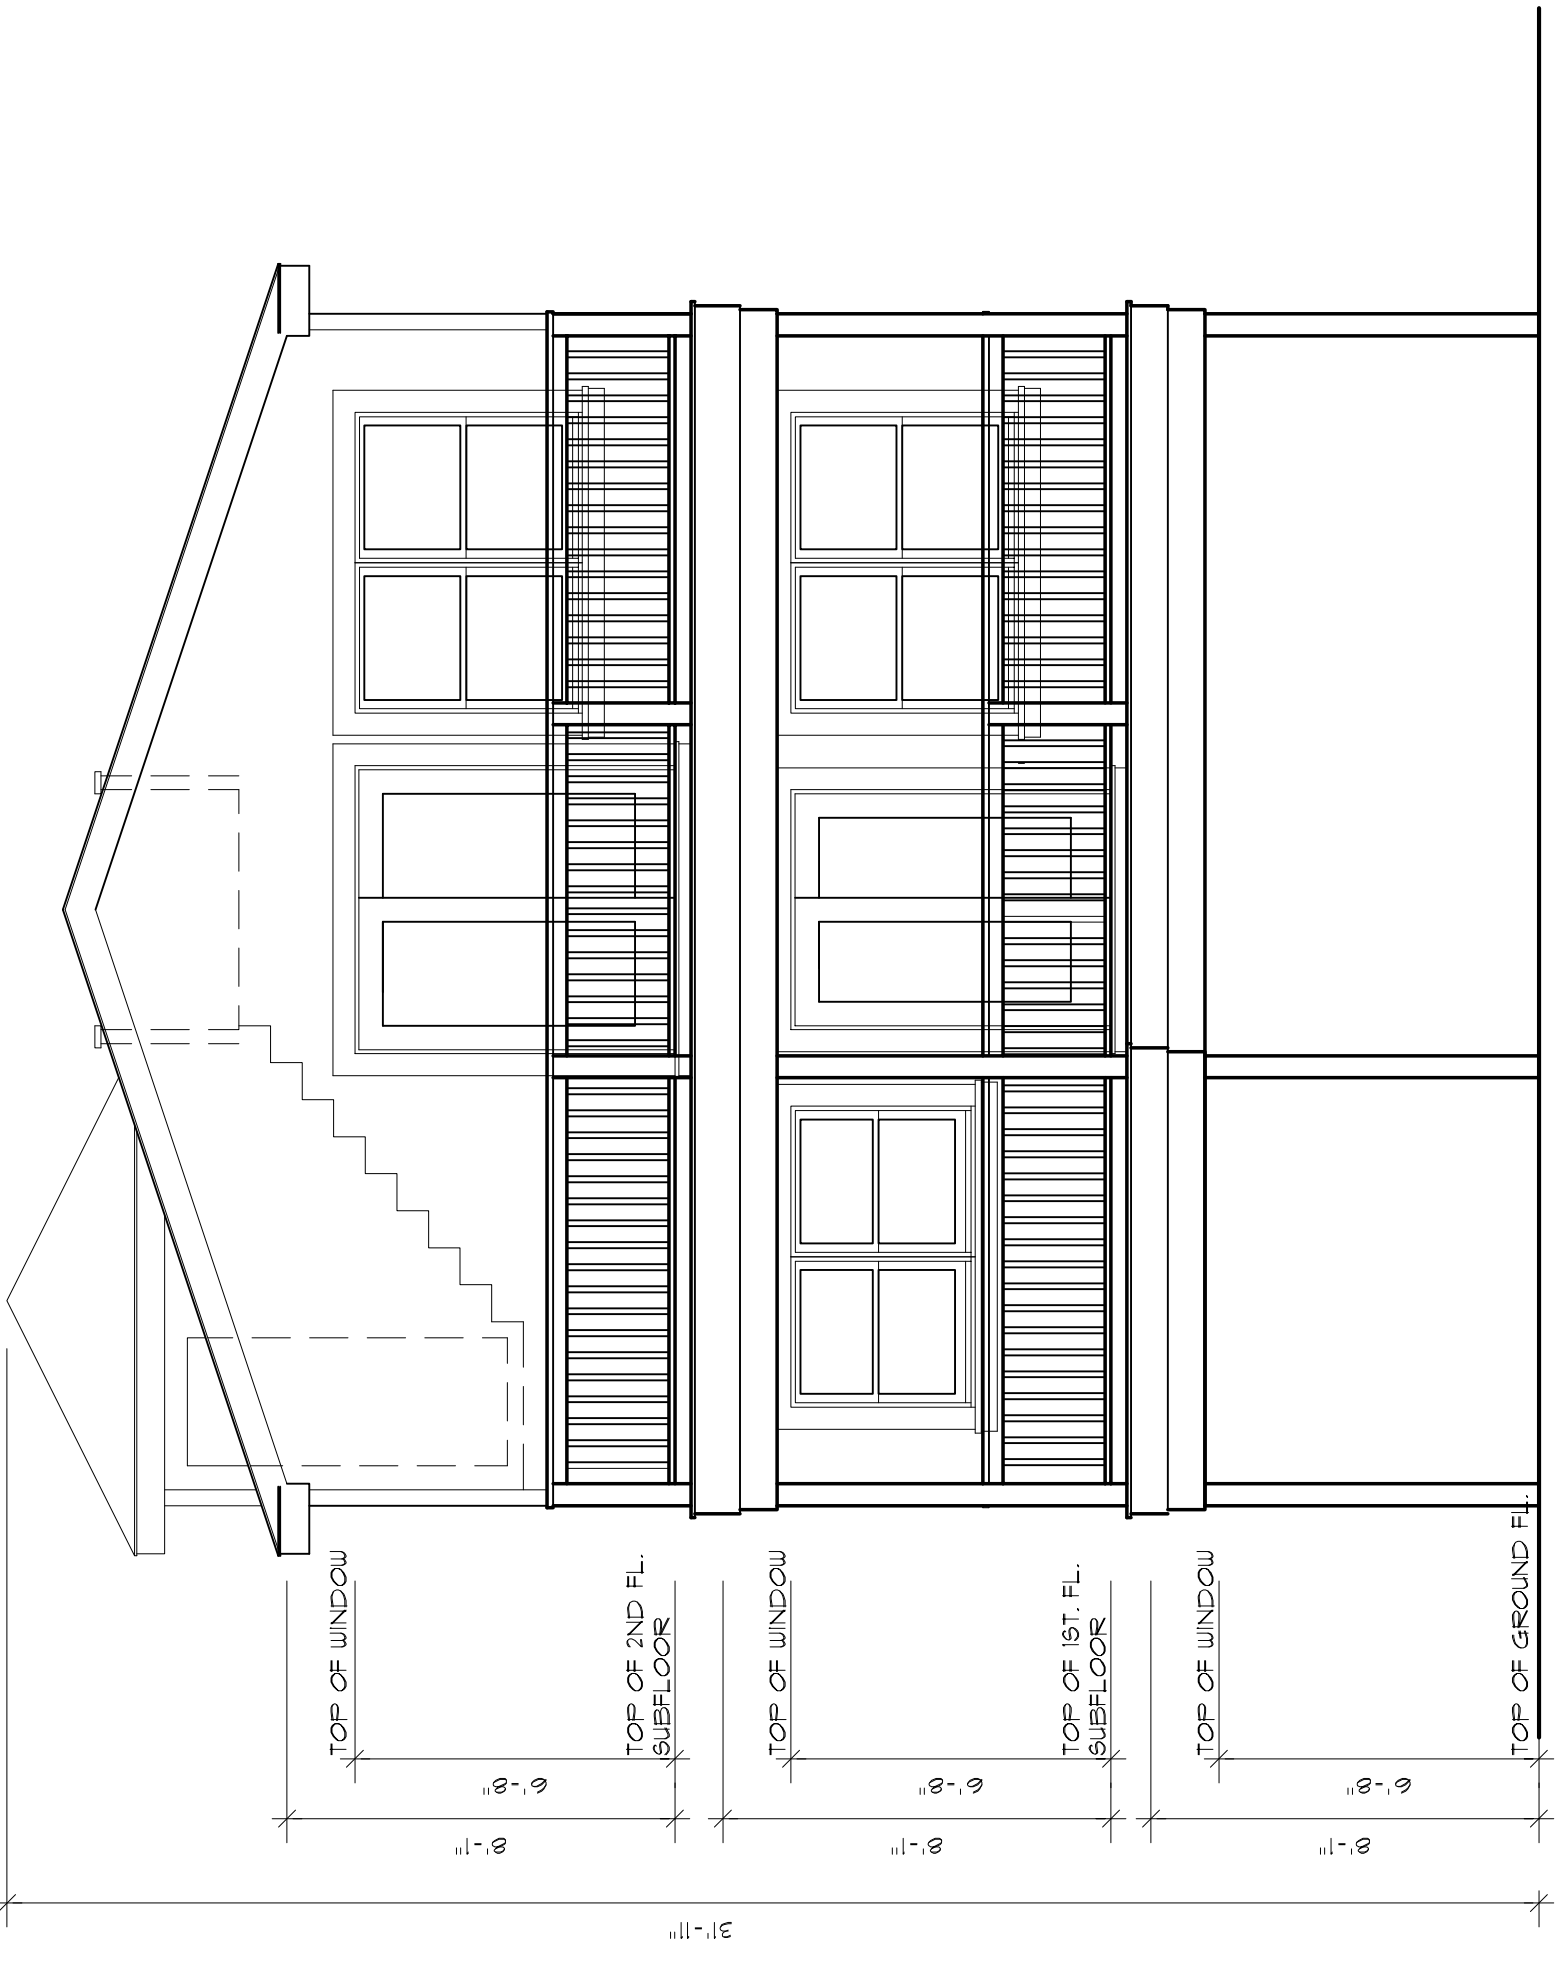 TOP OF WINDOW
TOP OF 2ND FL.
SUBFLOOR
TOP OF WINDOW
TOP OF 1ST. FL.
SUBFLOOR
TOP OF WINDOW
TOP OF GROUND FL.
6'-8"
6'-8"
6'-8"
8'-1"
8'-1"
8'-1"
31'-11"